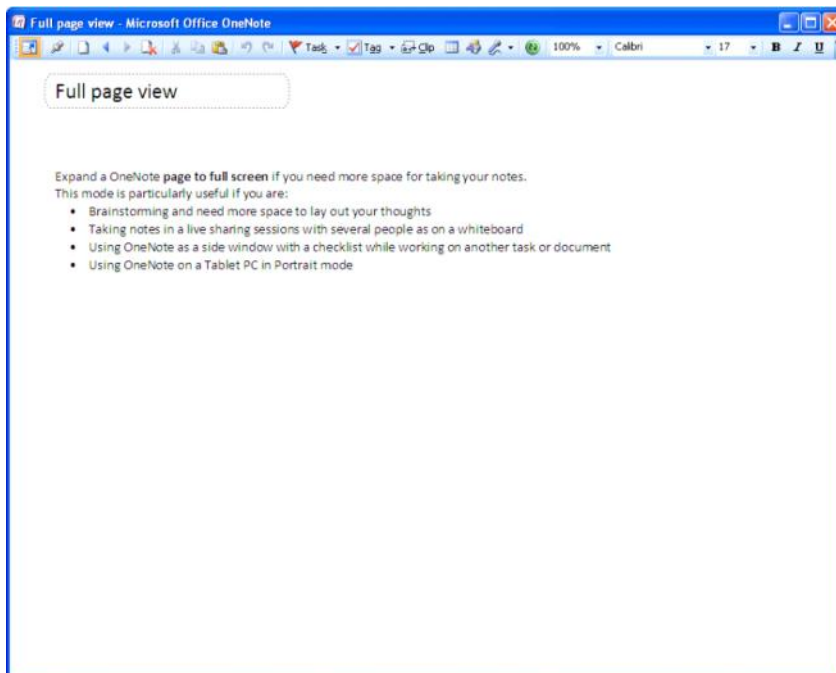 Full page view - Microsoft Office OneNote
Task Tag Clip 100% Calibri 17 B I U
Full page view
Expand a OneNote page to full screen if you need more space for taking your notes.
This mode is particularly useful if you are:
• Brainstorming and need more space to lay out your thoughts
• Taking notes in a live sharing sessions with several people as on a whiteboard
• Using OneNote as a side window with a checklist while working on another task or document
• Using OneNote on a Tablet PC in Portrait mode